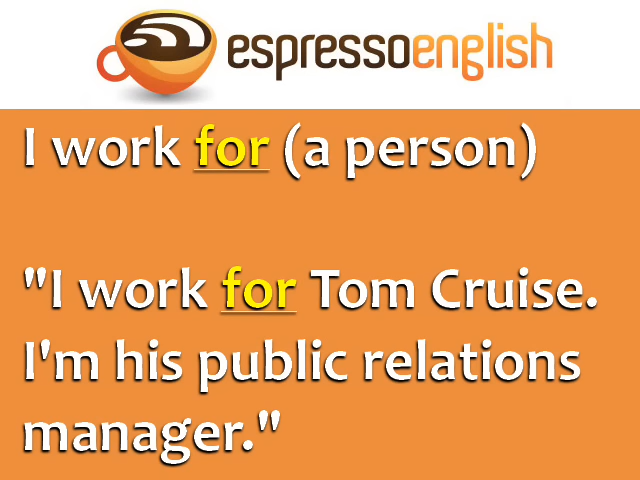 espressoenglish
I work for (a person)
"I work for Tom Cruise.
I'm his public relations
manager."